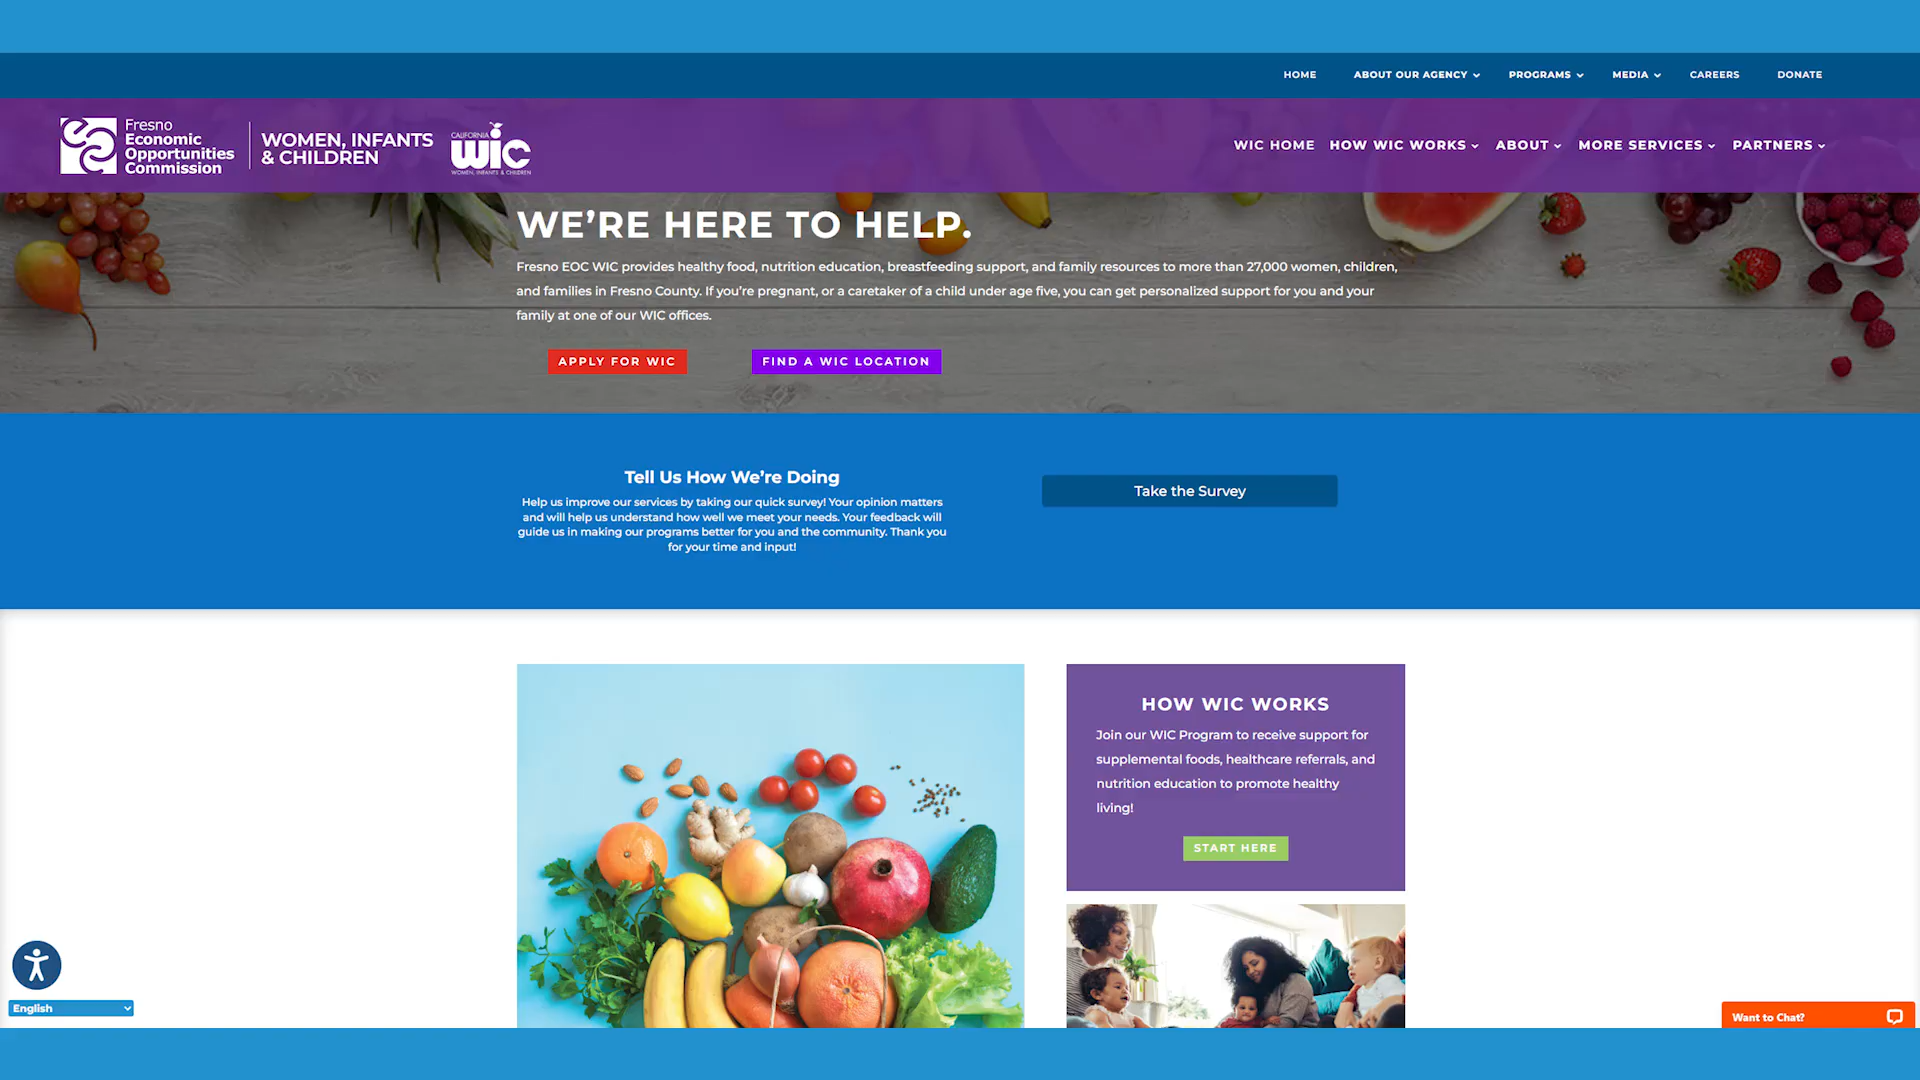 HOME ABOUT OUR AGENCY PROGRAMS MEDIA CAREERS DONATE
Fresno
Economic
Opportunities
Commission
WOMEN, INFANTS
& CHILDREN
CALIFORNIA
wic
WOMEN, INFANTS & CHILDREN
WIC HOME HOW WIC WORKS ABOUT MORE SERVICES PARTNERS
WE’RE HERE TO HELP.
Fresno EOC WIC provides healthy food, nutrition education, breastfeeding support, and family resources to more than 27,000 women, children,
and families in Fresno County. If you’re pregnant, or a caretaker of a child under age five, you can get personalized support for you and your
family at one of our WIC offices.
APPLY FOR WIC FIND A WIC LOCATION
Tell Us How We’re Doing
Help us improve our services by taking our quick survey! Your opinion matters
and will help us understand how well we meet your needs. Your feedback will
guide us in making our programs better for you and the community. Thank you
for your time and input!
Take the Survey
HOW WIC WORKS
Join our WIC Program to receive support for
supplemental foods, healthcare referrals, and
nutrition education to promote healthy
living!
START HERE
English
Want to Chat?